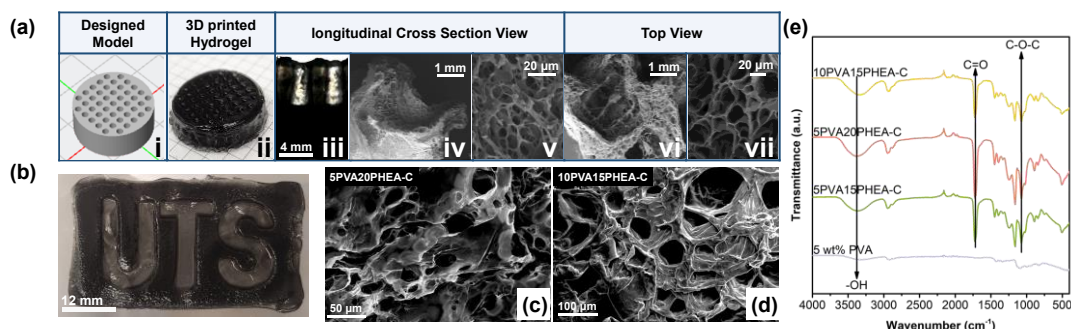 (a)
Designed
Model
3D printed
Hydrogel
longitudinal Cross Section View
Top View
i
ii
4 mm
iii
1 mm
iv
20 µm
v
1 mm
vi
20 µm
vii
(b)
UTS
12 mm
5PVA20PHEA-C
50 µm
(c)
10PVA15PHEA-C
100 µm
(d)
(e)
C=O
C-O-C
10PVA15PHEA-C
5PVA20PHEA-C
5PVA15PHEA-C
5 wt% PVA
-OH
Transmittance (a.u.)
4000 3500 3000 2500 2000 1500 1000 500
Wavenumber (cm⁻¹)